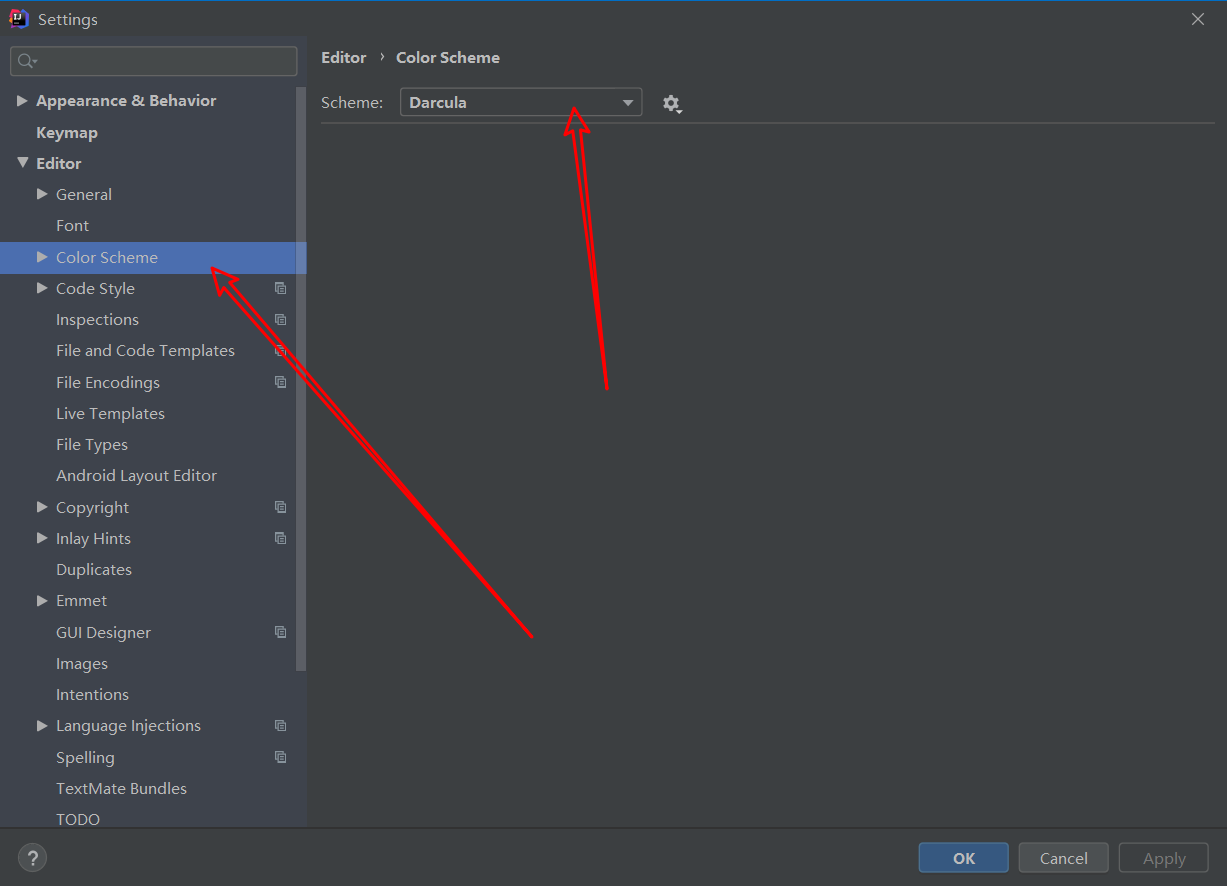 Settings
Editor › Color Scheme
Appearance & Behavior
Scheme: Darcula
Keymap
Editor
General
Font
Color Scheme
Code Style
Inspections
File and Code Templates
File Encodings
Live Templates
File Types
Android Layout Editor
Copyright
Inlay Hints
Duplicates
Emmet
GUI Designer
Images
Intentions
Language Injections
Spelling
TextMate Bundles
TODO
? OK Cancel Apply